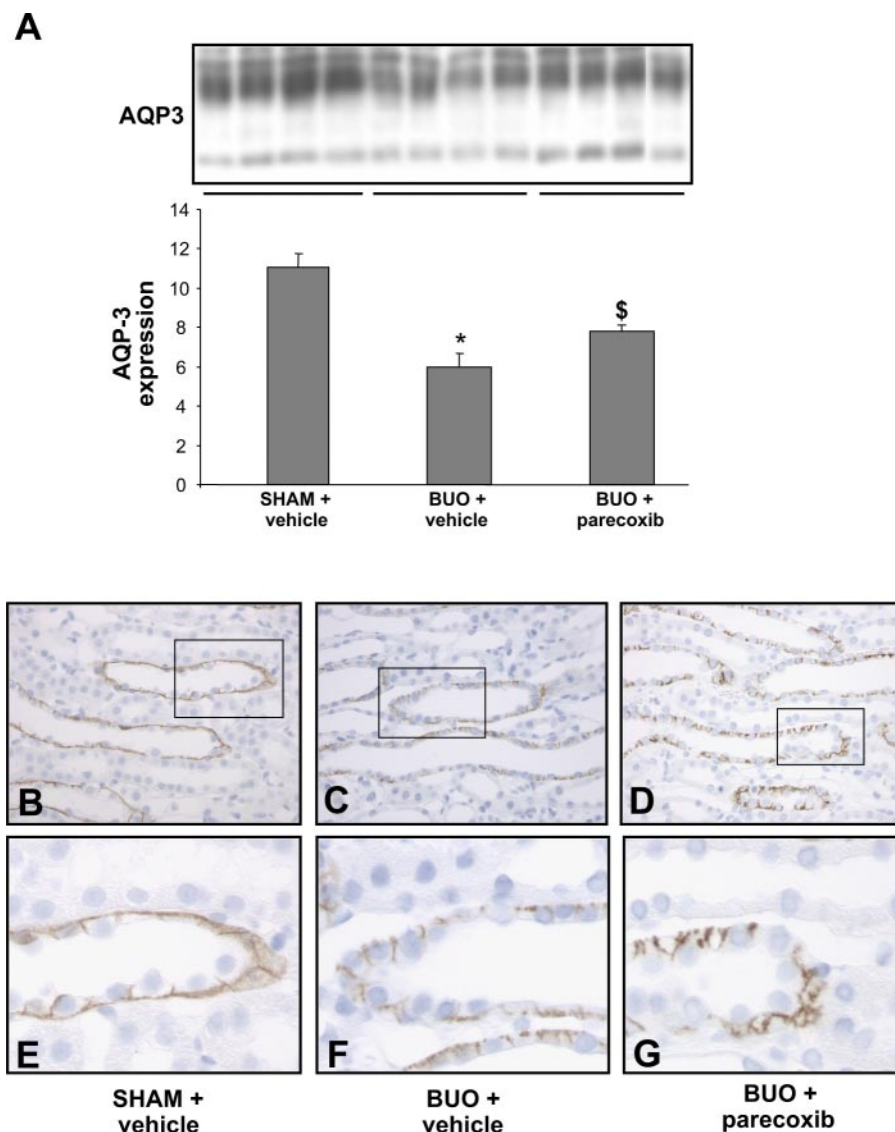 A
AQP3
14
12
10
8
6
4
2
0
AQP-3
expression
*
$
SHAM +
vehicle
BUO +
vehicle
BUO +
parecoxib
B
C
D
E
F
G
SHAM +
vehicle
BUO +
vehicle
BUO +
parecoxib